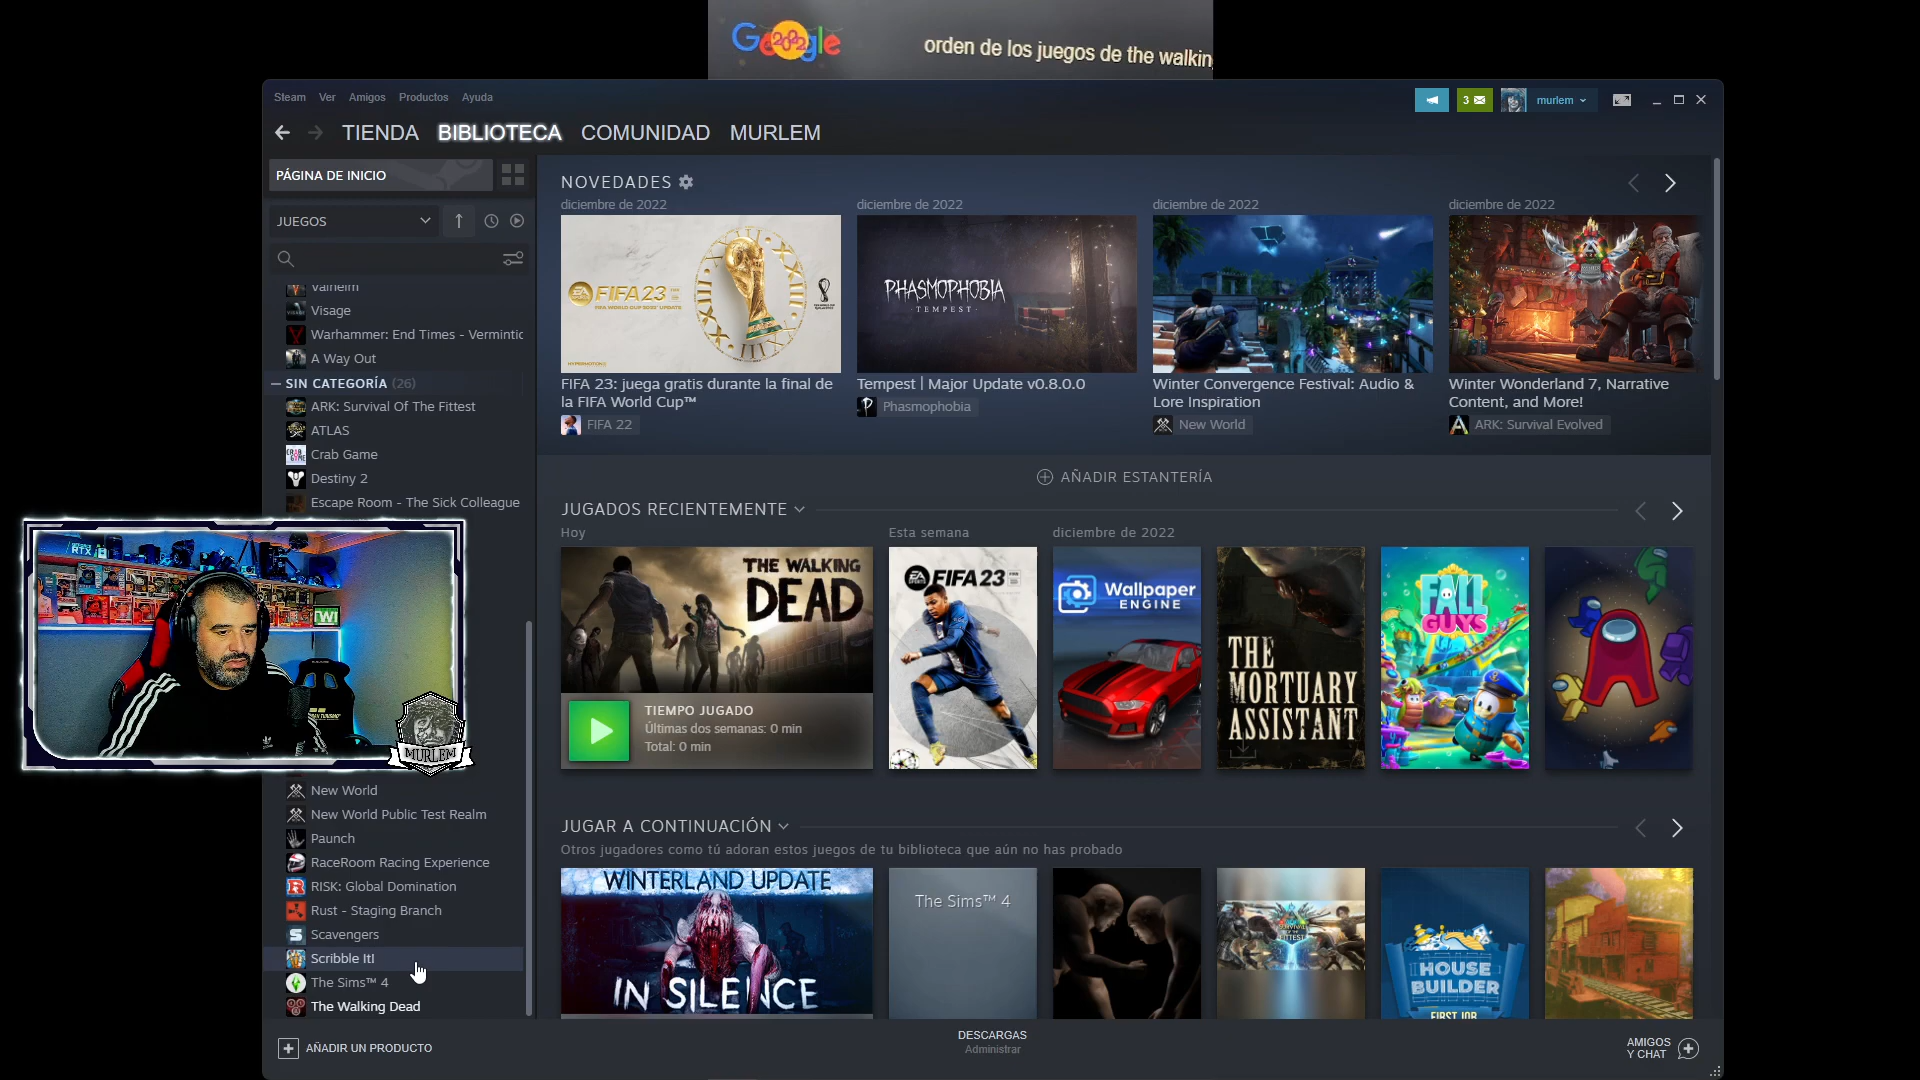 Google
2022
orden de los juegos de the walkin
Steam Ver Amigos Productos Ayuda
3
murlem
TIENDA BIBLIOTECA COMUNIDAD MURLEM
PÁGINA DE INICIO
JUEGOS
Valheim
Visage
Warhammer: End Times - Vermintic
A Way Out
SIN CATEGORÍA (26)
ARK: Survival Of The Fittest
ATLAS
Crab Game
Destiny 2
Escape Room - The Sick Colleague
RTX
MURLEM
New World
New World Public Test Realm
Paunch
RaceRoom Racing Experience
RISK: Global Domination
Rust - Staging Branch
Scavengers
Scribble It!
The Sims™ 4
The Walking Dead
AÑADIR UN PRODUCTO
NOVEDADES
diciembre de 2022
FIFA 23
PHASMOPHOBIA
TEMPEST
FIFA 23: juega gratis durante la final de
la FIFA World Cup™
FIFA 22
diciembre de 2022
Tempest | Major Update v0.8.0.0
Phasmophobia
diciembre de 2022
Winter Convergence Festival: Audio &
Lore Inspiration
New World
diciembre de 2022
Winter Wonderland 7, Narrative
Content, and More!
ARK: Survival Evolved
AÑADIR ESTANTERÍA
JUGADOS RECIENTEMENTE
Hoy
THE WALKING
DEAD
TIEMPO JUGADO
Últimas dos semanas: 0 min
Total: 0 min
Esta semana
FIFA 23
diciembre de 2022
Wallpaper
ENGINE
THE
MORTUARY
ASSISTANT
FALL
GUYS
JUGAR A CONTINUACIÓN
Otros jugadores como tú adoran estos juegos de tu biblioteca que aún no has probado
WINTERLAND UPDATE
IN SILENCE
The Sims™ 4
HOUSE
BUILDER
FIRST JOB
DESCARGAS
Administrar
AMIGOS
Y CHAT